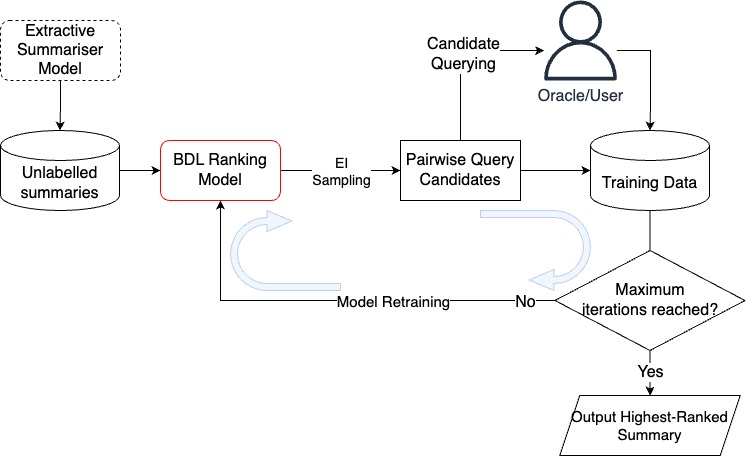 Extractive
Summariser
Model
Candidate
Querying
Oracle/User
Unlabelled
summaries
BDL Ranking
Model
EI
Sampling
Pairwise Query
Candidates
Training Data
Model Retraining
No
Maximum
iterations reached?
Yes
Output Highest-Ranked
Summary